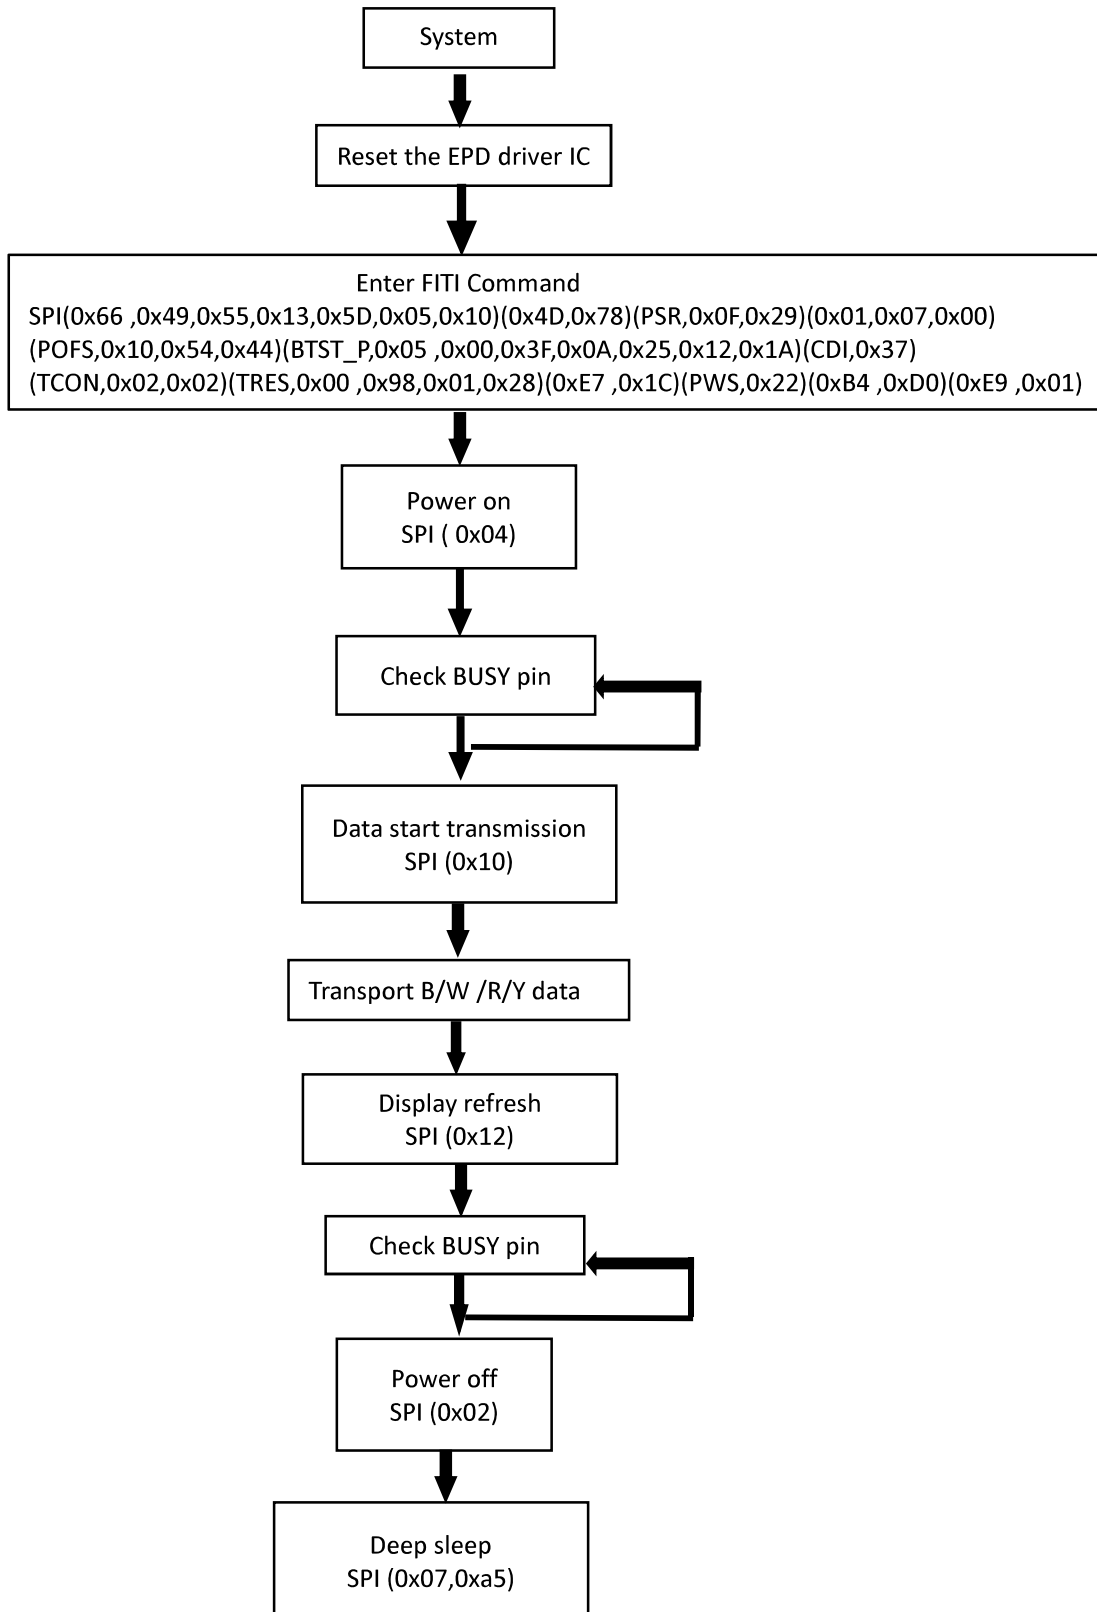 System
Reset the EPD driver IC
Enter FITI Command
SPI(0x66 ,0x49,0x55,0x13,0x5D,0x05,0x10)(0x4D,0x78)(PSR,0x0F,0x29)(0x01,0x07,0x00)
(POFS,0x10,0x54,0x44)(BTST_P,0x05 ,0x00,0x3F,0x0A,0x25,0x12,0x1A)(CDI,0x37)
(TCON,0x02,0x02)(TRES,0x00 ,0x98,0x01,0x28)(0xE7 ,0x1C)(PWS,0x22)(0xB4 ,0xD0)(0xE9 ,0x01)
Power on
SPI ( 0x04)
Check BUSY pin
Data start transmission
SPI (0x10)
Transport B/W /R/Y data
Display refresh
SPI (0x12)
Check BUSY pin
Power off
SPI (0x02)
Deep sleep
SPI (0x07,0xa5)